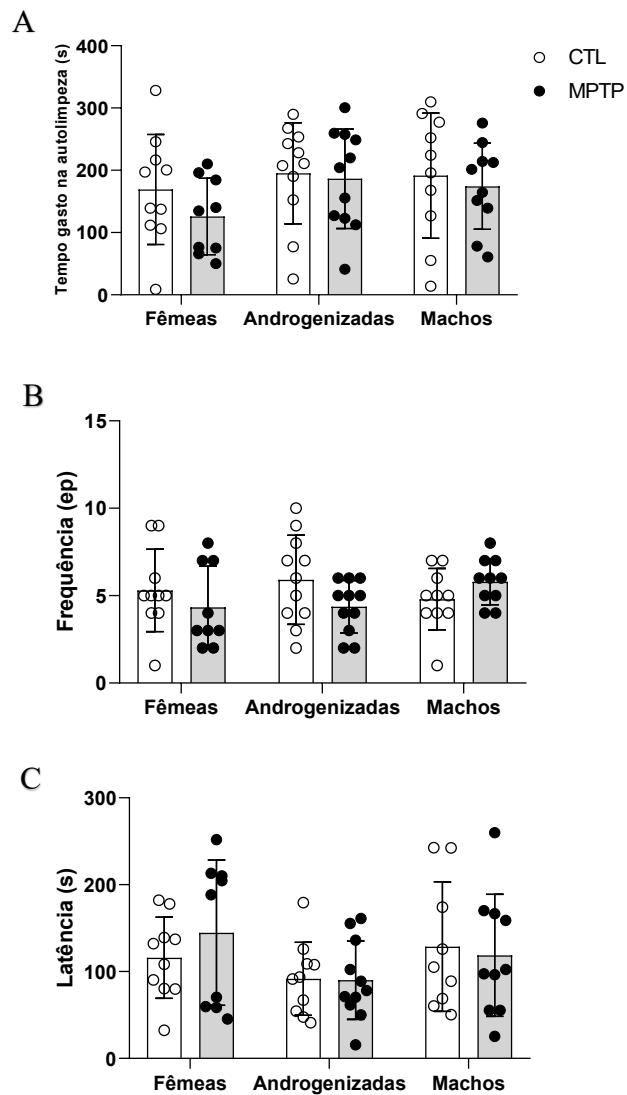 A
Tempo gasto na autolimpeza (s)
400
300
200
100
0
Fêmeas Androgenizadas Machos
CTL
MPTP
B
Frequência (ep)
15
10
5
0
Fêmeas Androgenizadas Machos
C
Latência (s)
300
200
100
0
Fêmeas Androgenizadas Machos